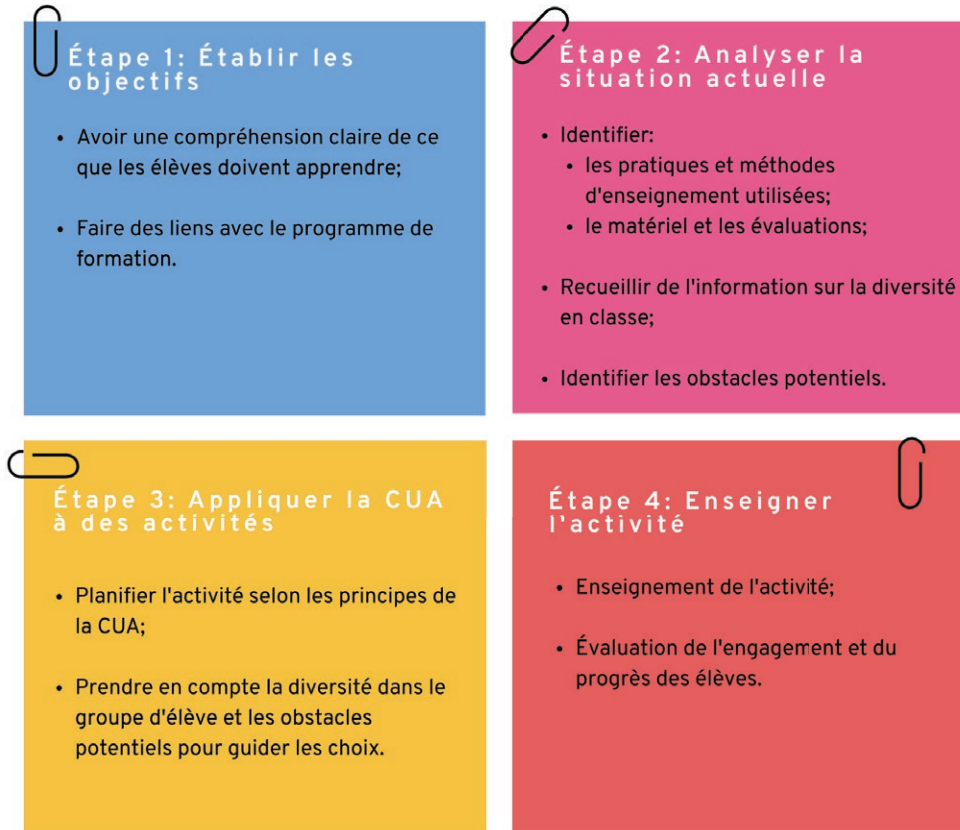 Étape 1: Établir les
objectifs
• Avoir une compréhension claire de ce
que les élèves doivent apprendre;
• Faire des liens avec le programme de
formation.
Étape 2: Analyser la
situation actuelle
• Identifier:
• les pratiques et méthodes
d'enseignement utilisées;
• le matériel et les évaluations;
• Recueillir de l'information sur la diversité
en classe;
• Identifier les obstacles potentiels.
Étape 3: Appliquer la CUA
à des activités
• Planifier l'activité selon les principes de
la CUA;
• Prendre en compte la diversité dans le
groupe d'élève et les obstacles
potentiels pour guider les choix.
Étape 4: Enseigner
l'activité
• Enseignement de l'activité;
• Évaluation de l'engagement et du
progrès des élèves.